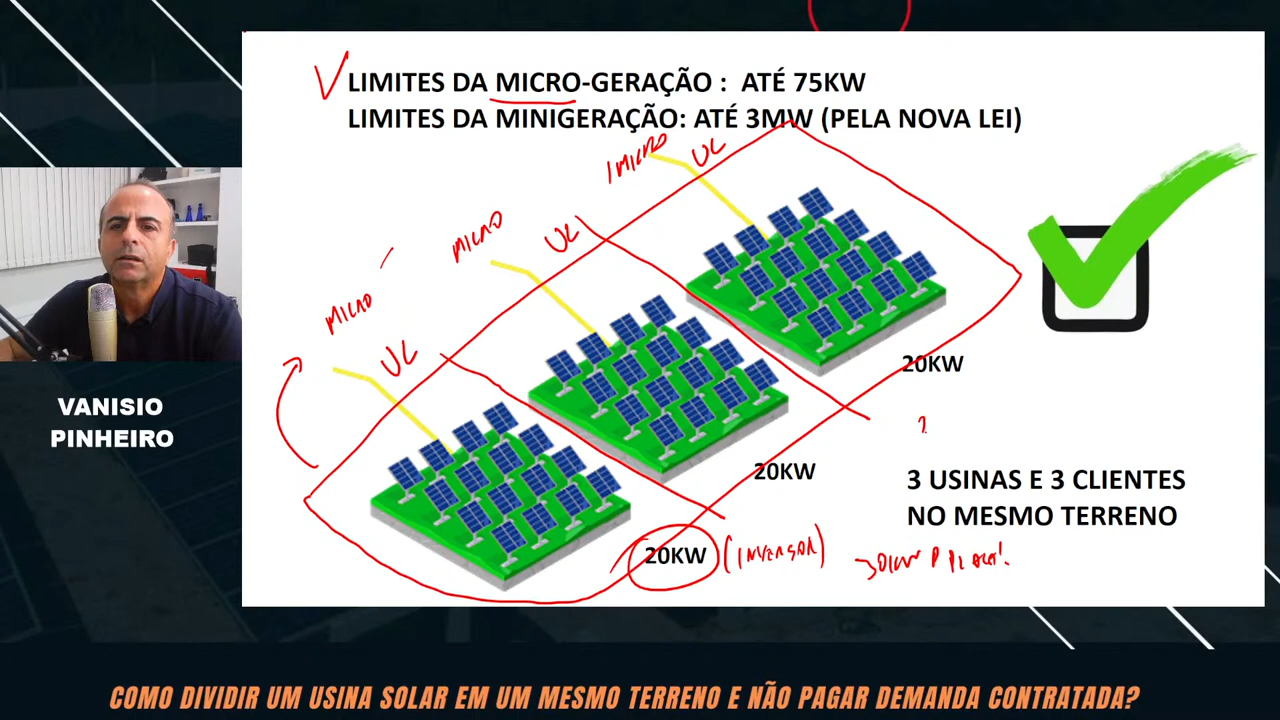 LIMITES DA MICRO-GERAÇÃO : ATÉ 75KW
LIMITES DA MINIGERAÇÃO: ATÉ 3MW (PELA NOVA LEI)
1MICRO
UC
MICRO
UC
MICRO
UC
20KW
20KW
20KW
(INVERSOR)
3 USINAS E 3 CLIENTES
NO MESMO TERRENO
VANISIO
PINHEIRO
COMO DIVIDIR UM USINA SOLAR EM UM MESMO TERRENO E NÃO PAGAR DEMANDA CONTRATADA?